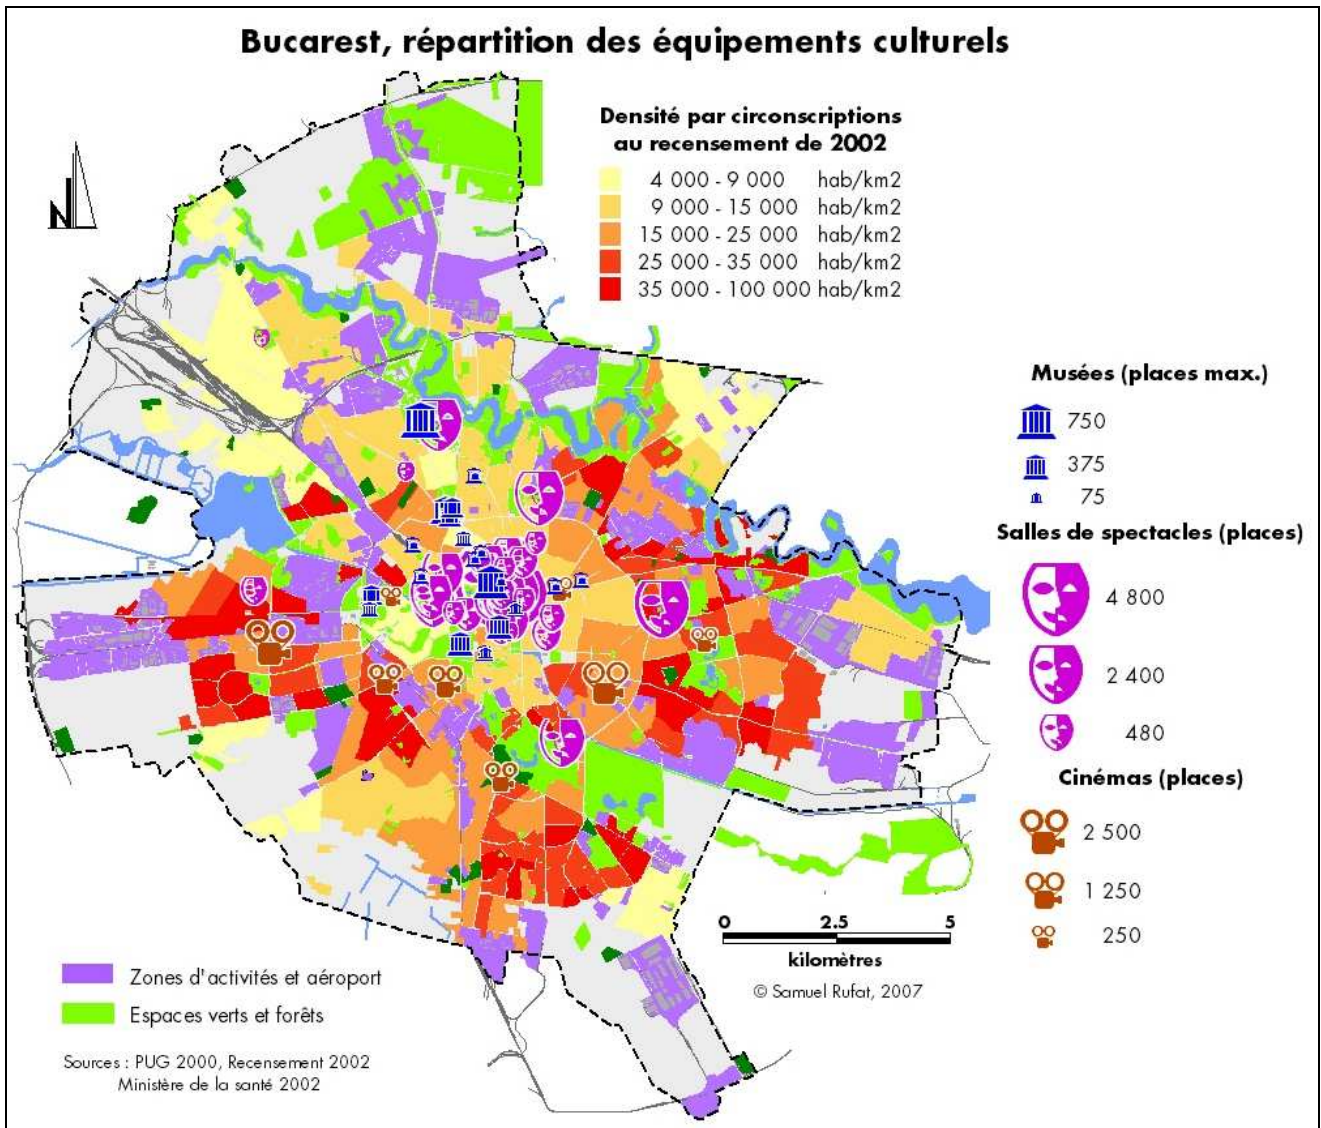 Bucarest, répartition des équipements culturels
Densité par circonscriptions
au recensement de 2002
4 000 - 9 000 hab/km2
9 000 - 15 000 hab/km2
15 000 - 25 000 hab/km2
25 000 - 35 000 hab/km2
35 000 - 100 000 hab/km2
N
Musées (places max.)
750
375
75
Salles de spectacles (places)
4 800
2 400
480
Cinémas (places)
2 500
1 250
250
0 2.5 5
kilomètres
© Samuel Rufat, 2007
Zones d'activités et aéroport
Espaces verts et forêts
Sources : PUG 2000, Recensement 2002
Ministère de la santé 2002